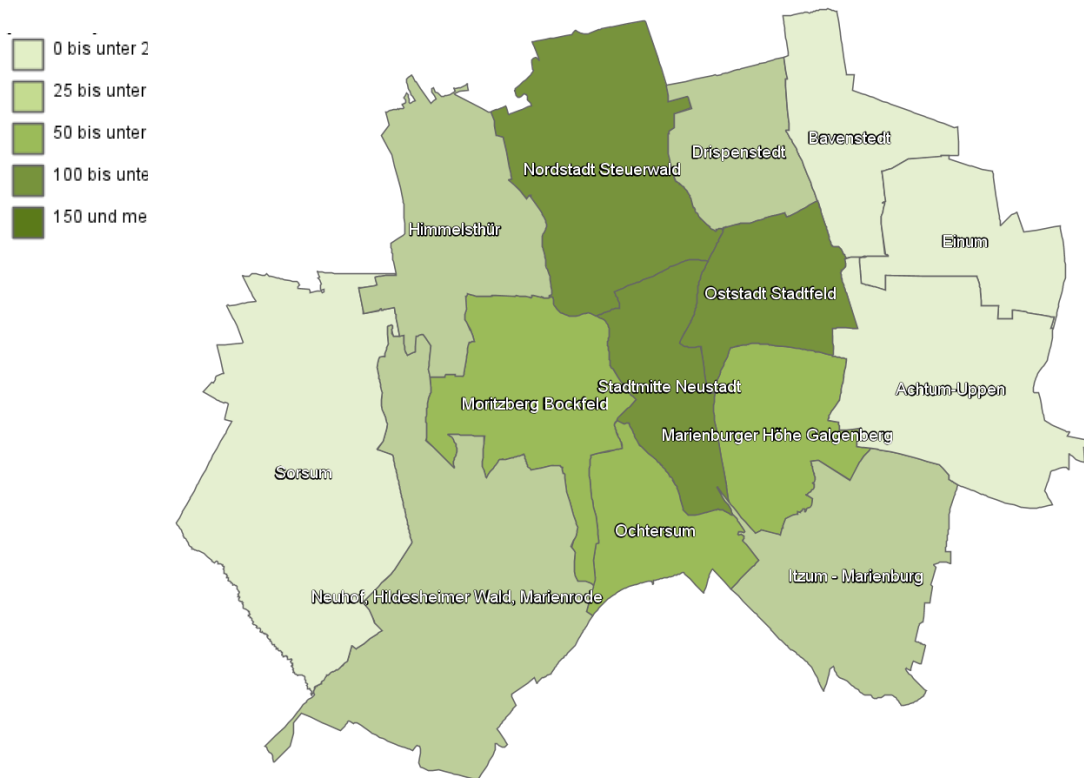 0 bis unter 2
25 bis unter
50 bis unter
100 bis unte
150 und me
Bavenstedt
Drispenstedt
Nordstadt Steuerwald
Himmelsthür
Einum
Oststadt Stadtfeld
Stadtmitte Neustadt
Achtum-Uppen
Moritzberg Bockfeld
Marienburger Höhe Galgenberg
Sorsum
Ochtersum
Itzum - Marienburg
Neuhof, Hildesheimer Wald, Marienrode